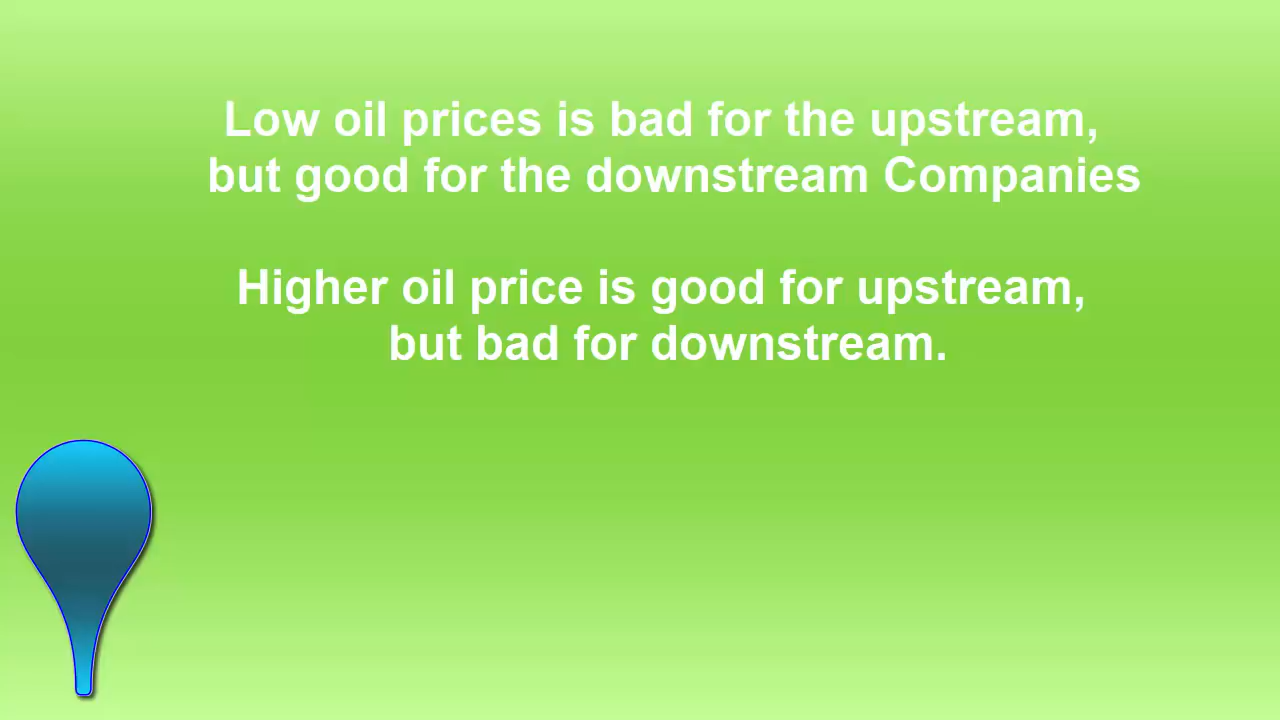 Low oil prices is bad for the upstream,
but good for the downstream Companies
Higher oil price is good for upstream,
but bad for downstream.